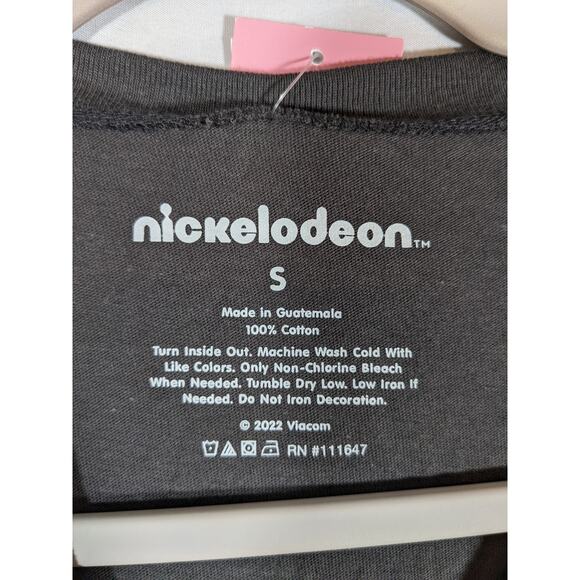 nickelodeon™
S
Made in Guatemala
100% Cotton
Turn Inside Out. Machine Wash Cold With
Like Colors. Only Non-Chlorine Bleach
When Needed. Tumble Dry Low. Low Iron If
Needed. Do Not Iron Decoration.
© 2022 Viacom
RN #111647